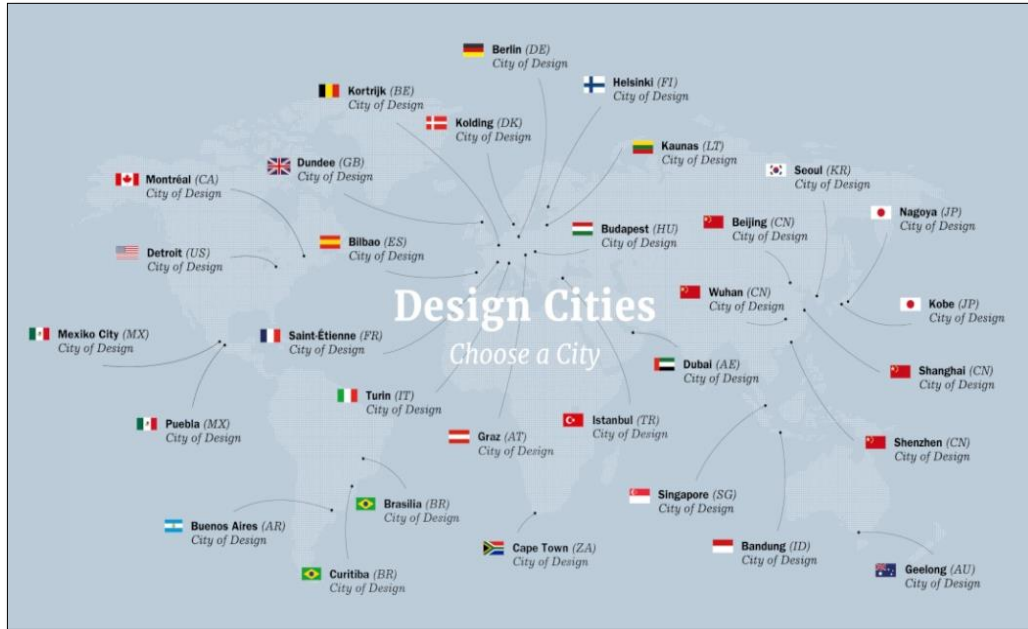 Berlin (DE)
City of Design
Helsinki (FI)
City of Design
Kortrijk (BE)
City of Design
Kolding (DK)
City of Design
Kaunas (LT)
City of Design
Dundee (GB)
City of Design
Seoul (KR)
City of Design
Montréal (CA)
City of Design
Nagoya (JP)
City of Design
Beijing (CN)
City of Design
Budapest (HU)
City of Design
Bilbao (ES)
City of Design
Detroit (US)
City of Design
Design Cities
Choose a City
Wuhan (CN)
City of Design
Kobe (JP)
City of Design
Mexiko City (MX)
City of Design
Saint-Étienne (FR)
City of Design
Dubai (AE)
City of Design
Shanghai (CN)
City of Design
Turin (IT)
City of Design
Puebla (MX)
City of Design
Istanbul (TR)
City of Design
Graz (AT)
City of Design
Shenzhen (CN)
City of Design
Singapore (SG)
City of Design
Brasilia (BR)
City of Design
Buenos Aires (AR)
City of Design
Cape Town (ZA)
City of Design
Bandung (ID)
City of Design
Curitiba (BR)
City of Design
Geelong (AU)
City of Design